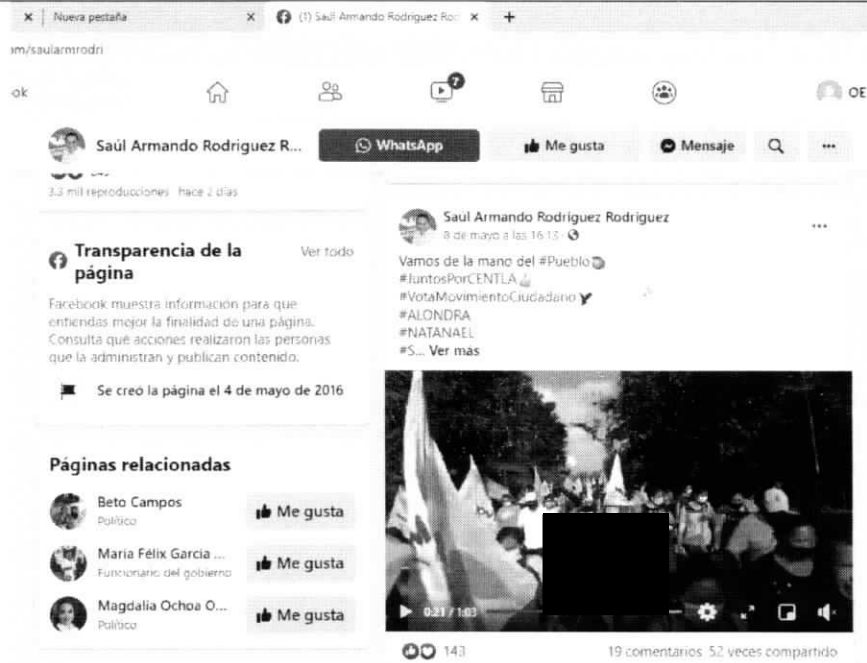 Nueva pestaña
(1) Saúl Armando Rodriguez Ro
om/saularmrodri
ok
7
OE
Saúl Armando Rodriguez R...
WhatsApp
Me gusta
Mensaje
3.3 mil reproducciones hace 2 días
Transparencia de la página
Ver todo
Facebook muestra información para que
entiendas mejor la finalidad de una página.
Consulta qué acciones realizaron las personas
que la administran y publican contenido.
Se creó la página el 4 de mayo de 2016
Páginas relacionadas
Beto Campos
Político
Me gusta
Maria Félix Garcia ...
Funcionario del gobierno
Me gusta
Magdalia Ochoa O...
Político
Me gusta
Saúl Armando Rodriguez Rodriguez
8 de mayo a las 16:13
Vamos de la mano del #Pueblo
#JuntosPorCENTLA
#VotaMovimientoCiudadano
#ALONDRA
#NATANAEL
#S... Ver más
0:21 / 1:03
143
19 comentarios 52 veces compartido